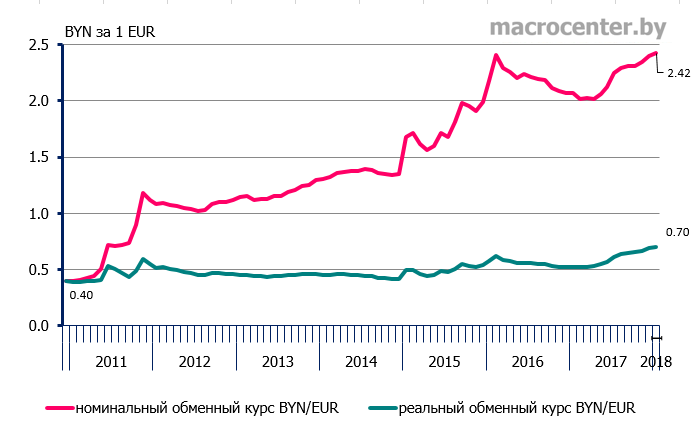 macrocenter.by
BYN за 1 EUR
2.5
2.42
2.0
1.5
1.0
0.70
0.5
0.40
0.0
I
2011 2012 2013 2014 2015 2016 2017 2018
номинальный обменный курс BYN/EUR реальный обменный курс BYN/EUR